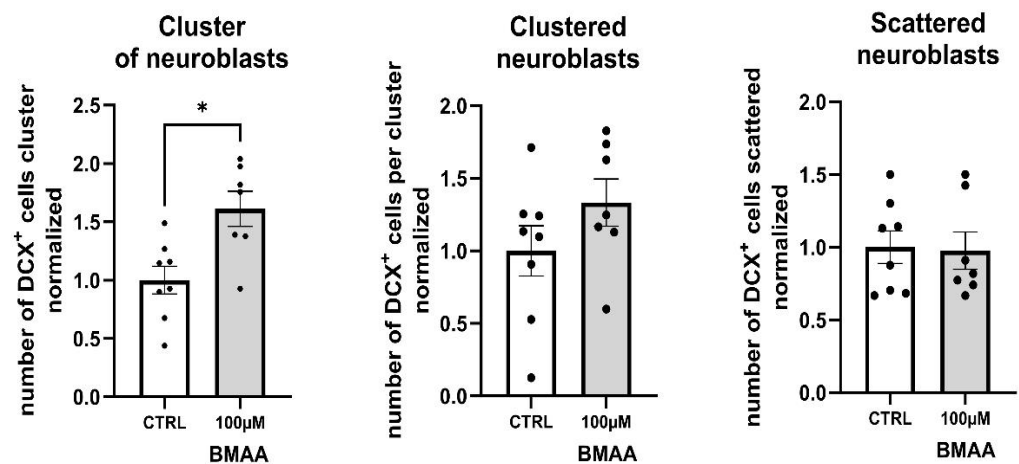 Cluster
of neuroblasts
number of DCX⁺ cells cluster
normalized
2.5
2.0
1.5
1.0
0.5
0.0
*
CTRL 100µM
BMAA
Clustered
neuroblasts
number of DCX⁺ cells per cluster
normalized
2.0
1.5
1.0
0.5
0.0
CTRL 100µM
BMAA
Scattered
neuroblasts
number of DCX⁺ cells scattered
normalized
2.0
1.5
1.0
0.5
0.0
CTRL 100µM
BMAA